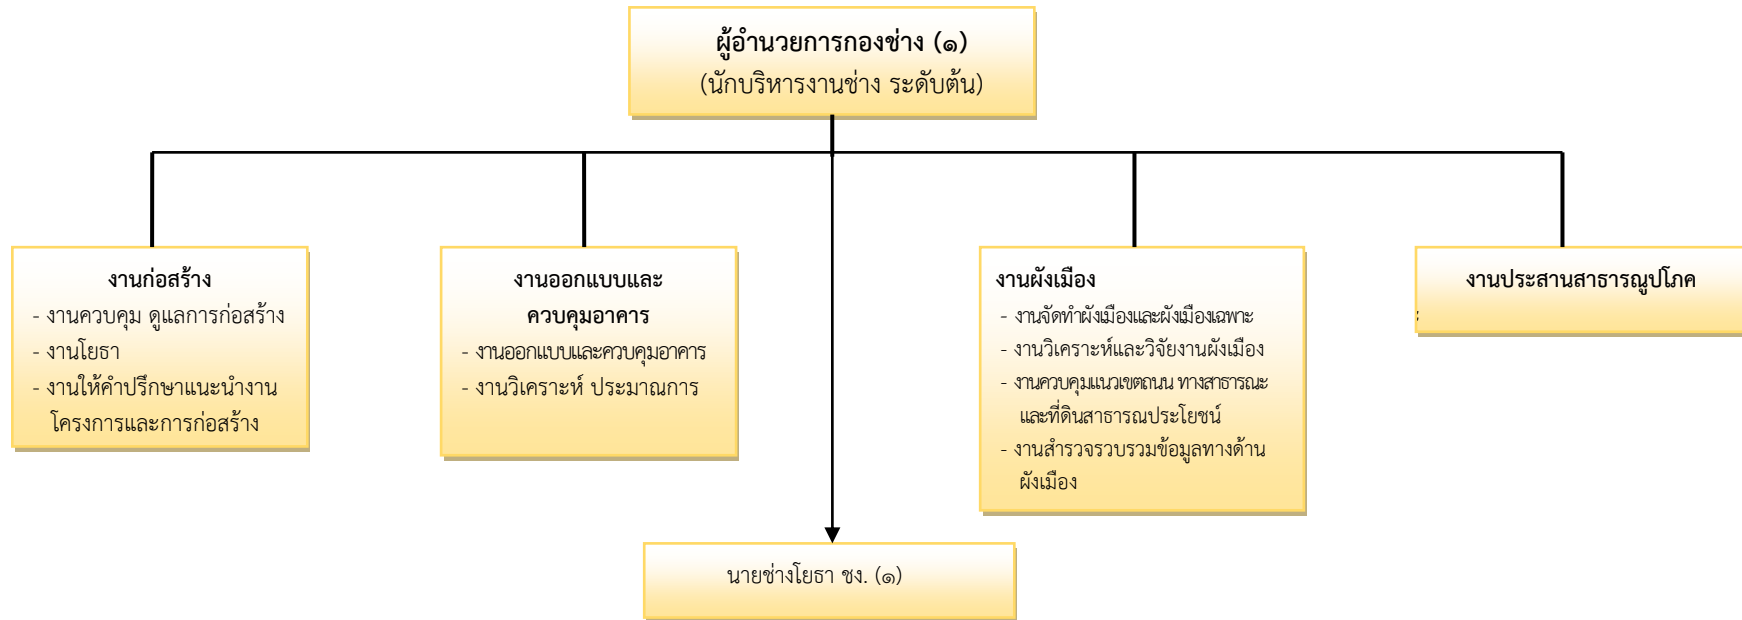 ผู้อำนวยการกองช่าง (๑)
(นักบริหารงานช่าง ระดับต้น)
งานก่อสร้าง
- งานควบคุม ดูแลการก่อสร้าง
- งานโยธา
- งานให้คำปรึกษาแนะนำงาน
โครงการและการก่อสร้าง
งานออกแบบและ
ควบคุมอาคาร
- งานออกแบบและควบคุมอาคาร
- งานวิเคราะห์ ประมาณการ
งานผังเมือง
- งานจัดทำผังเมืองและผังเมืองเฉพาะ
- งานวิเคราะห์และวิจัยงานผังเมือง
- งานควบคุมแนวเขตถนน ทางสาธารณะ
และที่ดินสาธารณประโยชน์
- งานสำรวจรวบรวมข้อมูลทางด้าน
ผังเมือง
งานประสานสาธารณูปโภค
นายช่างโยธา ชง. (๑)